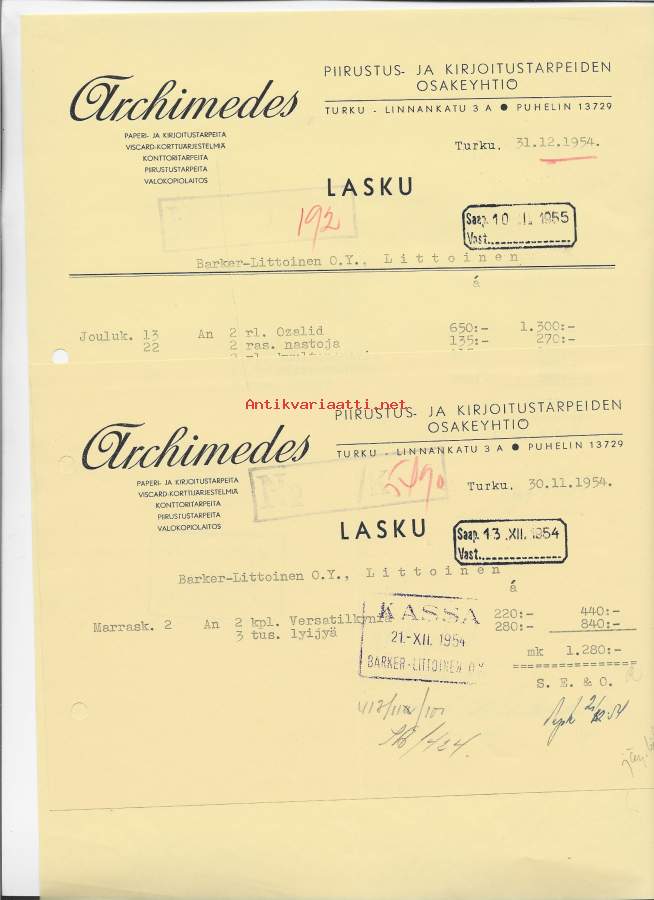 Archimedes
PIIRUSTUS- JA KIRJOITUSTARPEIDEN
OSAKEYHTIÖ
TURKU - LINNANKATU 3 A ● PUHELIN 13729
PAPERI- JA KIRJOITUSTARPEITA
VISCARD-KORTTIJÄRJESTELMIÄ
KONTTORITARPEITA
PIIRUSTUSTARPEITA
VALOKOPIOLAITOS
Turku, 31.12.1954.
LASKU
192
Saap. 10 .I. 1955
Vast.
Barker-Littoinen O.Y., Littoinen
á
Jouluk. 13 An 2 rl. Ozalid 650:- 1.300:-
22 2 ras. nastoja 135:- 270:-
Antikvariaatti.net
Archimedes
PIIRUSTUS- JA KIRJOITUSTARPEIDEN
OSAKEYHTIÖ
TURKU - LINNANKATU 3 A ● PUHELIN 13729
PAPERI- JA KIRJOITUSTARPEITA
VISCARD-KORTTIJÄRJESTELMIÄ
KONTTORITARPEITA
PIIRUSTUSTARPEITA
VALOKOPIOLAITOS
No
Turku, 30.11.1954.
LASKU
Saap. 13 .XII. 1954
Vast.
Barker-Littoinen O.Y., Littoinen
á
Marrask. 2 An 2 kpl. Versatilkyniä 220:- 440:-
3 tus. lyijyä 280:- 840:-
KASSA
21.-XII. 1954
BARKER-LITTOINEN O.Y.
mk 1.280:-
S. E. & O.